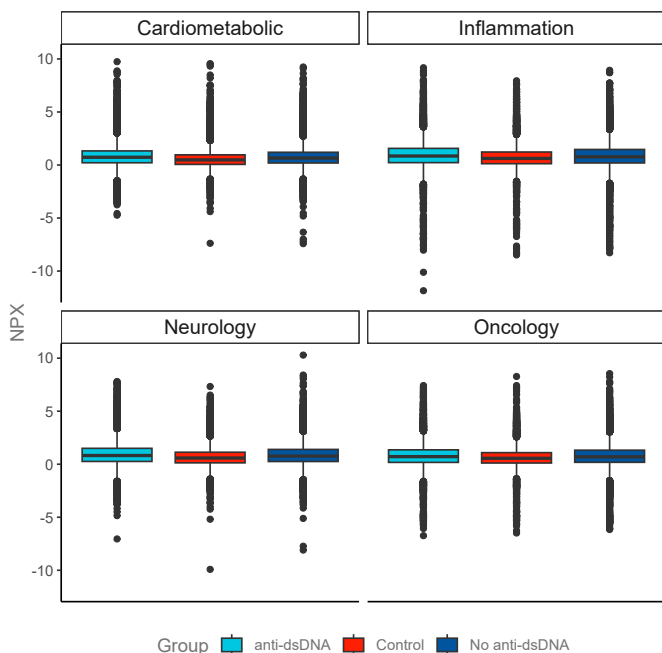 Cardiometabolic Inflammation
10
5
0
-5
-10
NPX
Neurology Oncology
10
5
0
-5
-10
Group anti-dsDNA Control No anti-dsDNA